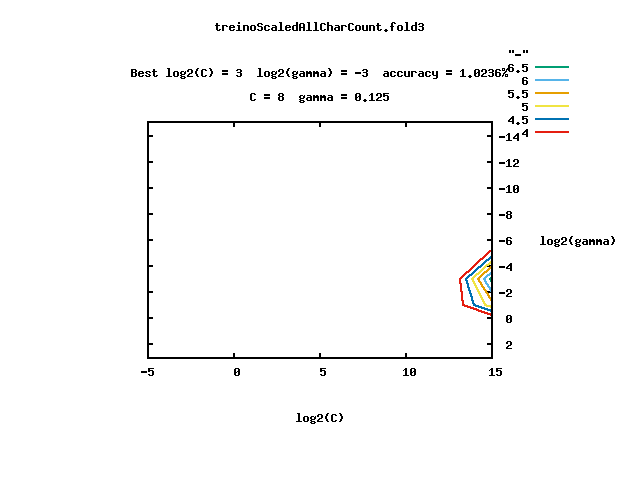 treinoScaledAllCharCount.fold3
"-"
Best log2(C) = 3  log2(gamma) = -3  accuracy = 1.0236%
C = 8  gamma = 0.125
6.5
6
5.5
5
4.5
4
-14
-12
-10
-8
-6
log2(gamma)
-4
-2
0
2
-5 0 5 10 15
log2(C)